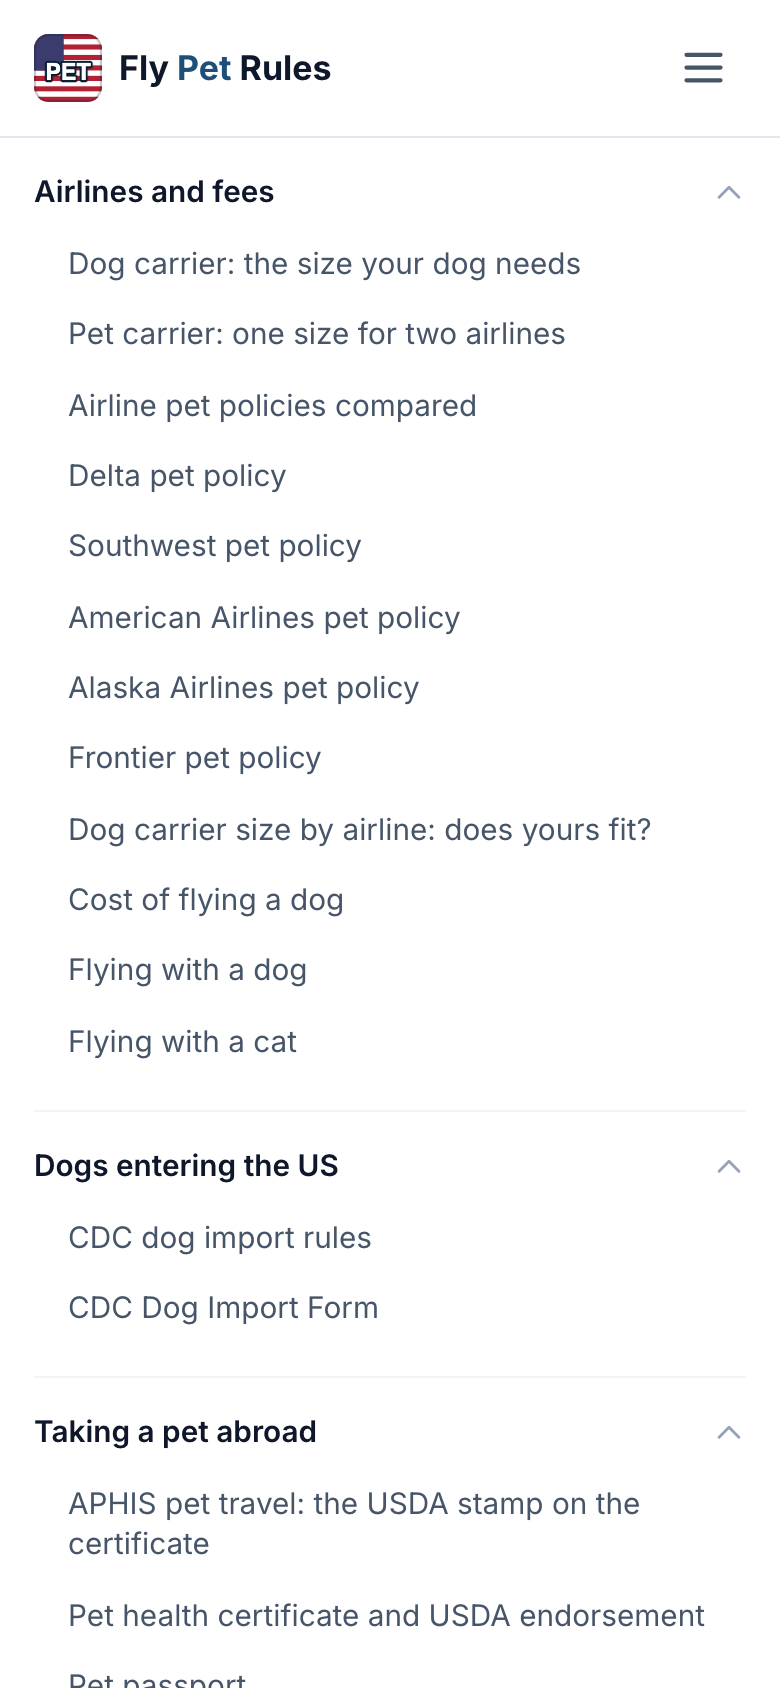 PET
Fly Pet Rules
Airlines and fees
Dog carrier: the size your dog needs
Pet carrier: one size for two airlines
Airline pet policies compared
Delta pet policy
Southwest pet policy
American Airlines pet policy
Alaska Airlines pet policy
Frontier pet policy
Dog carrier size by airline: does yours fit?
Cost of flying a dog
Flying with a dog
Flying with a cat
Dogs entering the US
CDC dog import rules
CDC Dog Import Form
Taking a pet abroad
APHIS pet travel: the USDA stamp on the
certificate
Pet health certificate and USDA endorsement
Pet passport